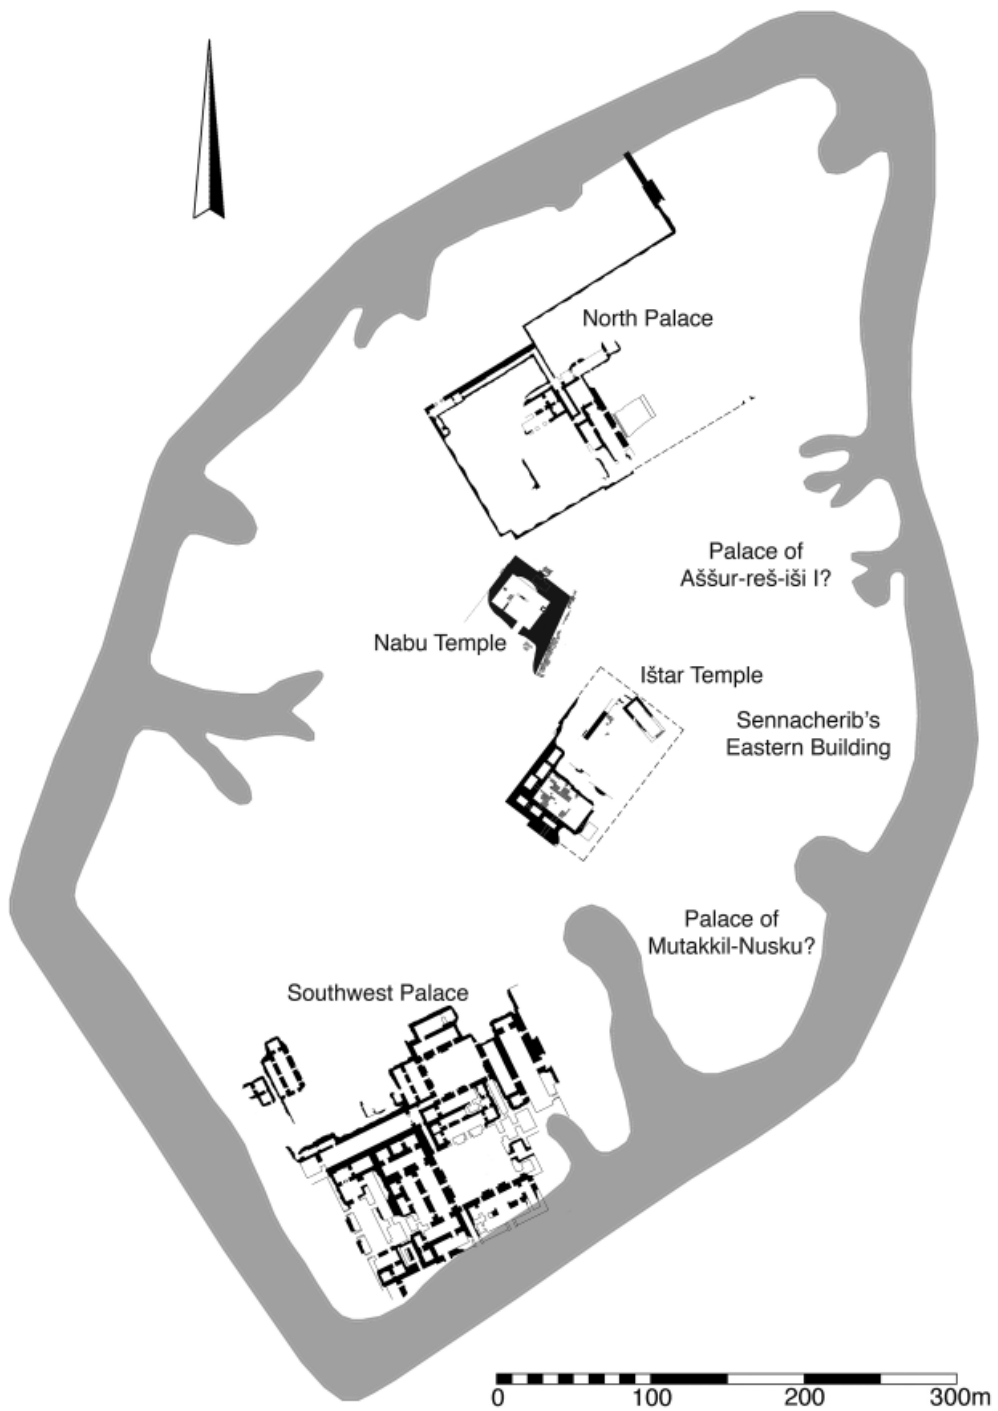 North Palace
Palace of
Aššur-reš-iši I?
Nabu Temple
Ištar Temple
Sennacherib's
Eastern Building
Palace of
Mutakkil-Nusku?
Southwest Palace
0 100 200 300m